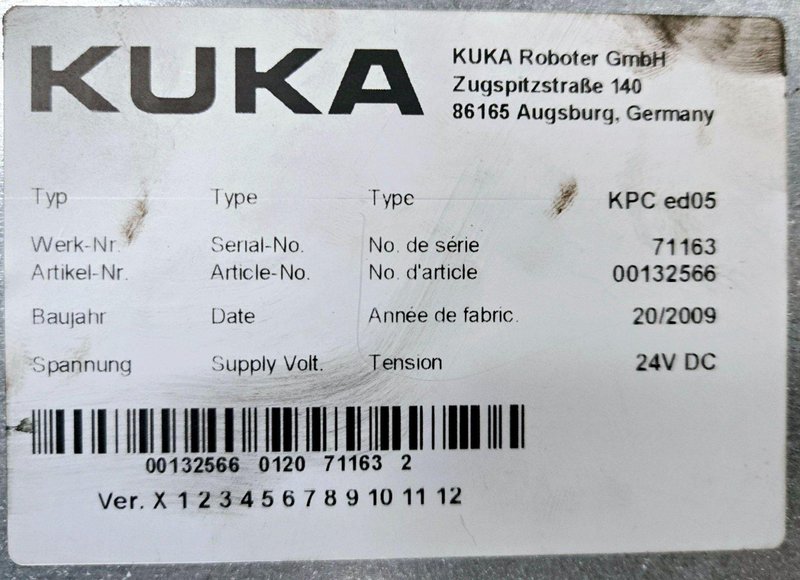 KUKA
KUKA Roboter GmbH
Zugspitzstraße 140
86165 Augsburg, Germany
Typ Type Type KPC ed05
Werk-Nr. Serial-No. No. de série 71163
Artikel-Nr. Article-No. No. d'article 00132566
Baujahr Date Année de fabric. 20/2009
Spannung Supply Volt. Tension 24V DC
00132566 0120 71163 2
Ver. X 1 2 3 4 5 6 7 8 9 10 11 12